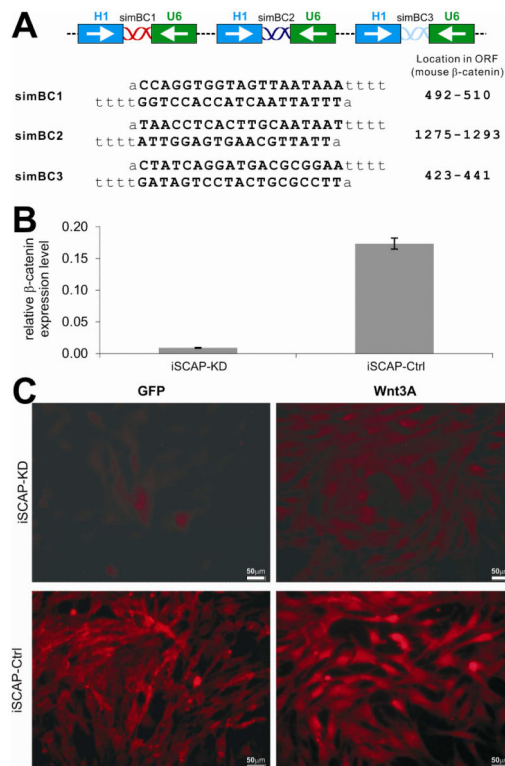 A
H1 simBC1 U6 H1 simBC2 U6 H1 simBC3 U6
Location in ORF
(mouse β-catenin)
simBC1
aCCAGGTGGTAGTTAATAAAtttt
ttttGGTCCACCATCAATTATTTa
492-510
simBC2
aTAACCTCACTTGCAATAATtttt
ttttATTGGAGTGAACGTTATTa
1275-1293
simBC3
aCTATCAGGATGACGCGGAAtttt
ttttGATAGTCCTACTGCGCCTTa
423-441
B
relative β-catenin
expression level
0.20
0.15
0.10
0.05
0.00
iSCAP-KD iSCAP-Ctrl
C
GFP Wnt3A
iSCAP-KD
50μm 50μm
iSCAP-Ctrl
50μm 50μm